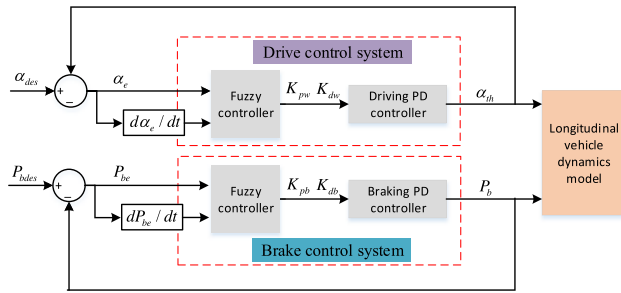 Drive control system
α_des
+
−
α_e
dα_e / dt
Fuzzy controller
K_pw K_dw
Driving PD controller
α_th
Longitudinal vehicle dynamics model
P_bdes
+
−
P_be
dP_be / dt
Fuzzy controller
K_pb K_db
Braking PD controller
P_b
Brake control system